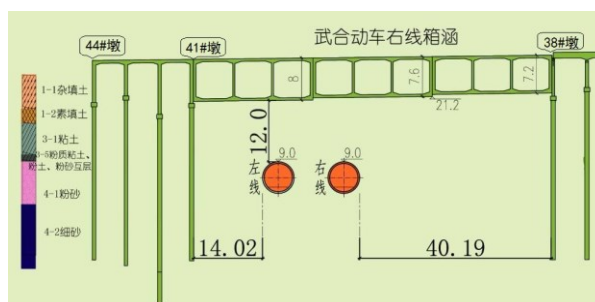 武合动车右线箱涵
44#墩
41#墩
38#墩
8
7.6
7.2
21.2
12.0
9.0
9.0
左线
右线
14.02
40.19
1-1杂填土
1-2素填土
3-1粘土
3-5粉质粘土、
粉土、粉砂互层
4-1粉砂
4-2细砂